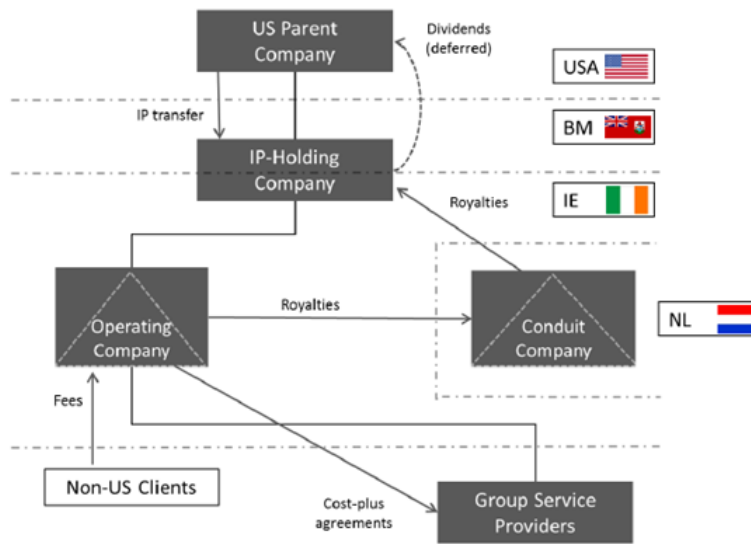 US Parent
Company
Dividends
(deferred)
USA
IP transfer
BM
IP-Holding
Company
Royalties
IE
Operating
Company
Royalties
Conduit
Company
NL
Fees
Non-US Clients
Cost-plus
agreements
Group Service
Providers